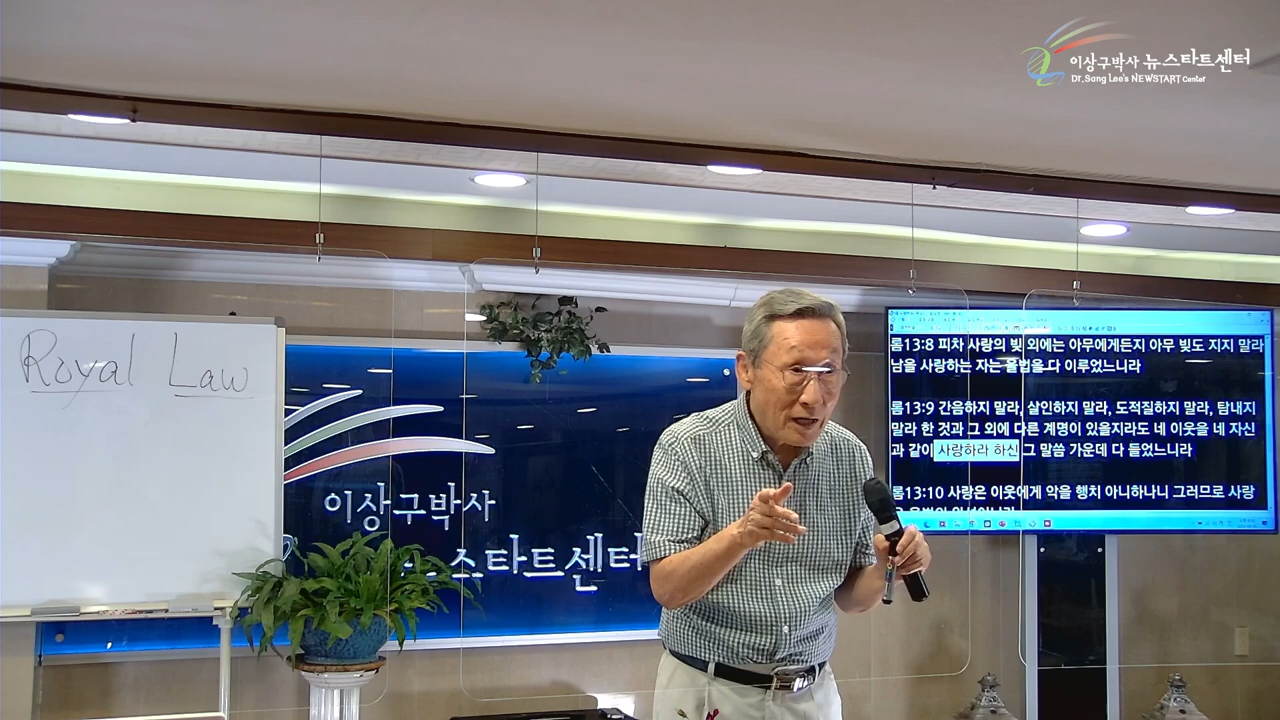 이상구박사 뉴스타트센터
Dr. Sang Lee's NEWSTART Center
Royal Law
이상구박사
스타트센터
롬13:8 피차 사랑의 빚 외에는 아무에게든지 아무 빚도 지지 말라
남을 사랑하는 자는 율법을 다 이루었느니라
롬13:9 간음하지 말라, 살인하지 말라, 도적질하지 말라, 탐내지
말라 한 것과 그 외에 다른 계명이 있을지라도 네 이웃을 네 자신
과 같이 사랑하라 하신 그 말씀 가운데 다 들었느니라
롬13:10 사랑은 이웃에게 악을 행치 아니하나니 그러므로 사랑